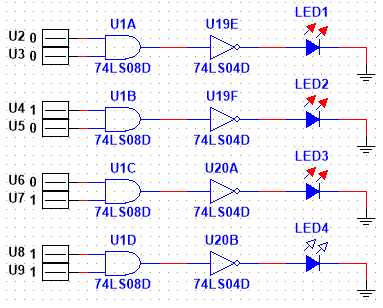 LED1
U1A U19E
U2 0
U3 0
74LS08D 74LS04D
LED2
U1B U19F
U4 1
U5 0
74LS08D 74LS04D
LED3
U1C U20A
U6 0
U7 1
74LS08D 74LS04D
LED4
U1D U20B
U8 1
U9 1
74LS08D 74LS04D